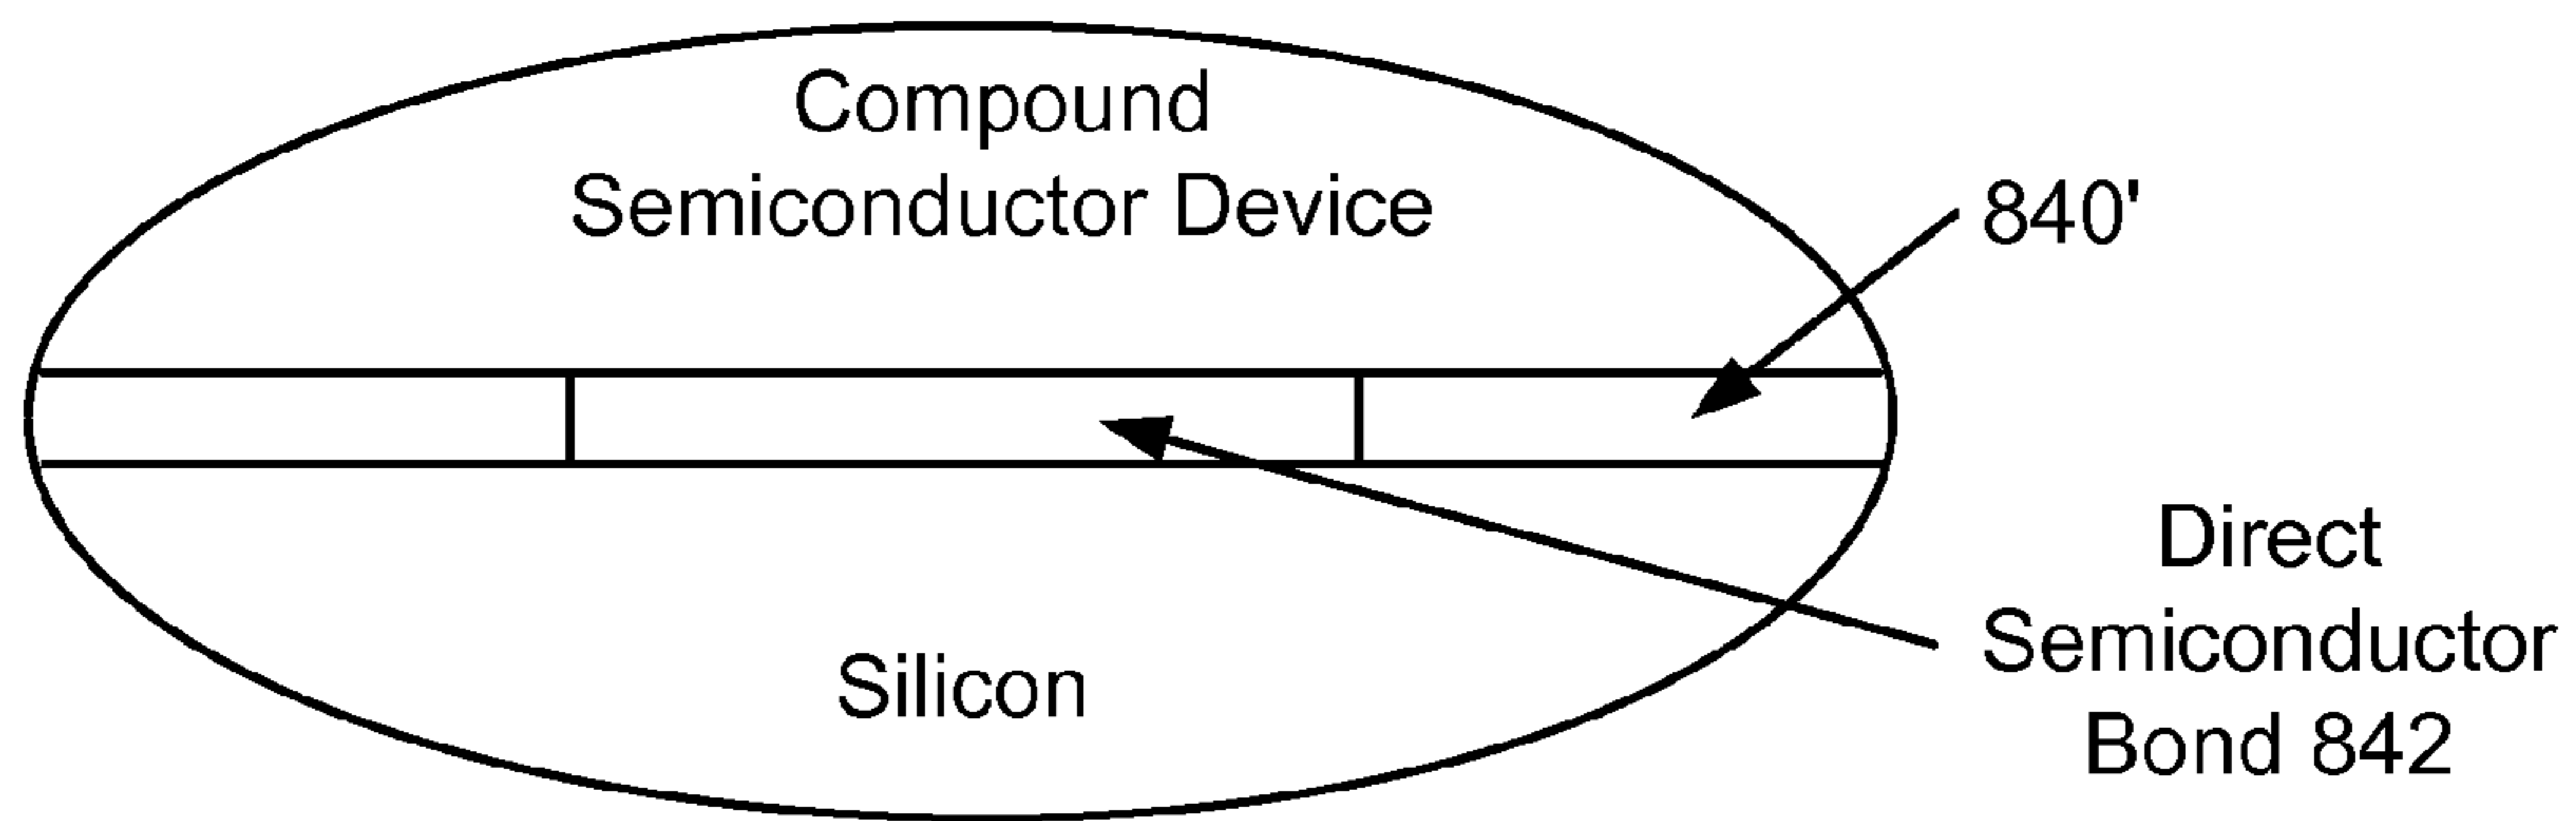 Compound
Semiconductor Device
840'
Direct
Semiconductor
Bond 842
Silicon